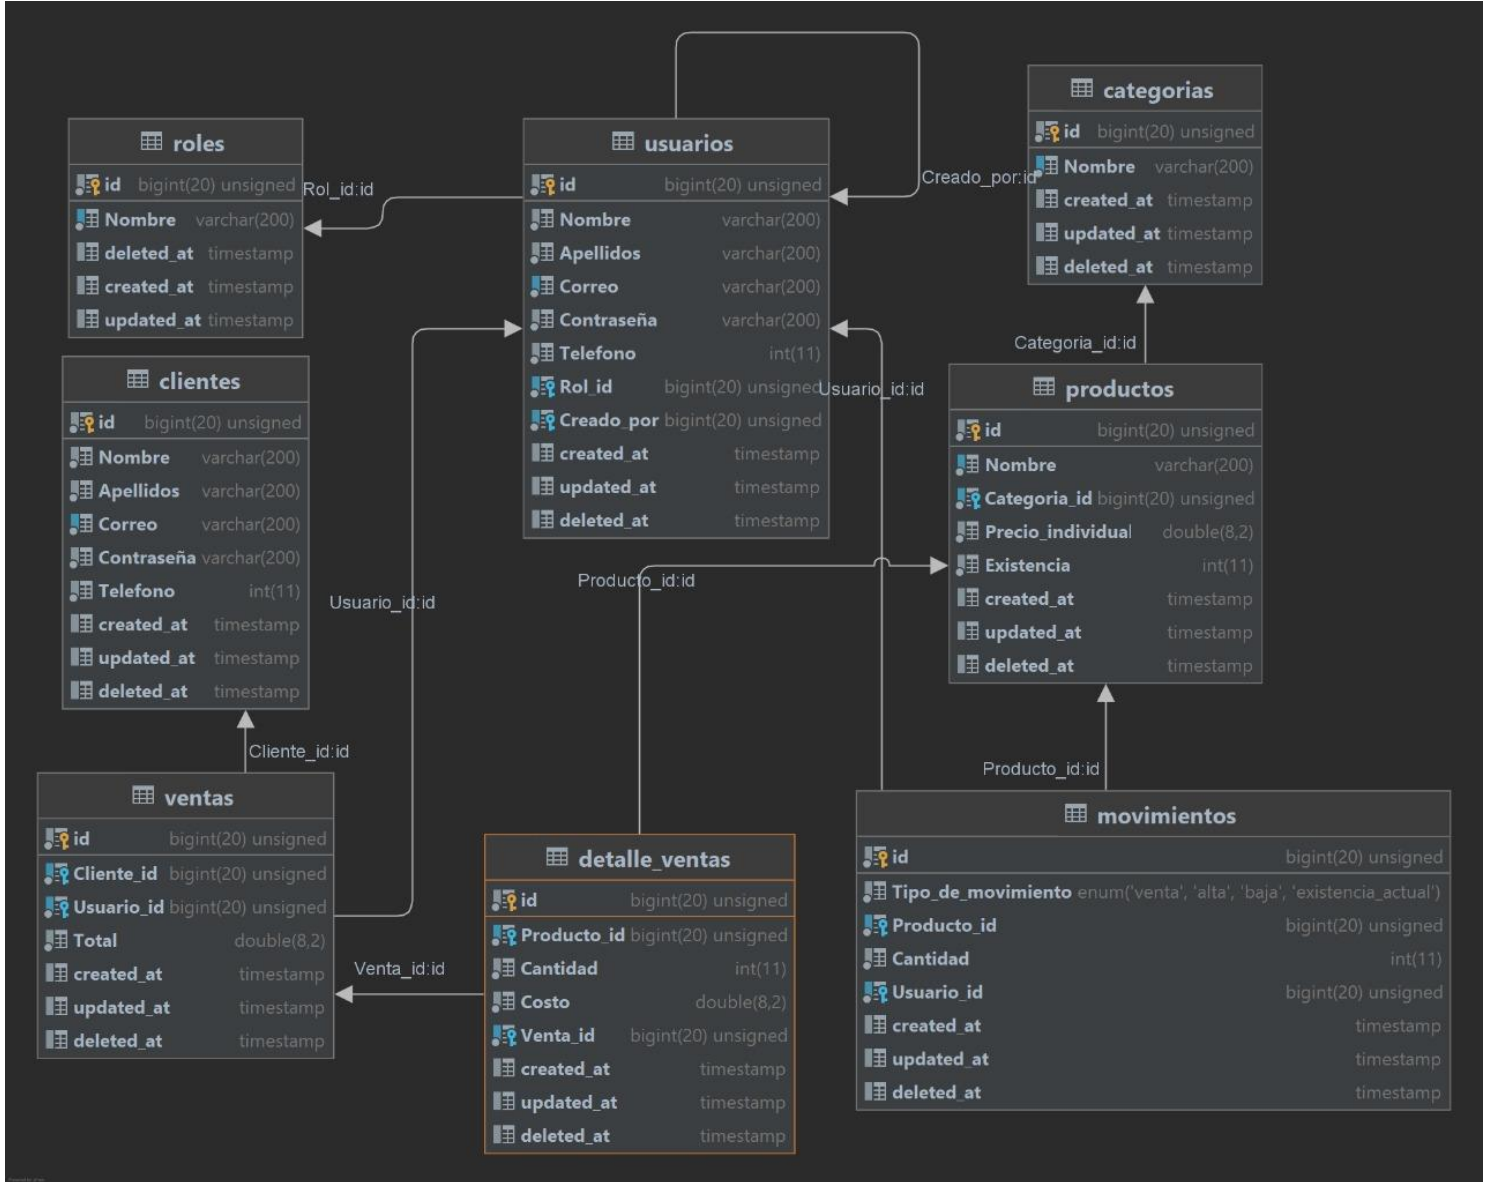 roles
id bigint(20) unsigned
Nombre varchar(200)
deleted_at timestamp
created_at timestamp
updated_at timestamp
Rol_id:id
usuarios
id bigint(20) unsigned
Nombre varchar(200)
Apellidos varchar(200)
Correo varchar(200)
Contraseña varchar(200)
Telefono int(11)
Rol_id bigint(20) unsigned
Creado_por bigint(20) unsigned
created_at timestamp
updated_at timestamp
deleted_at timestamp
Creado_por:id
categorias
id bigint(20) unsigned
Nombre varchar(200)
created_at timestamp
updated_at timestamp
deleted_at timestamp
Categoria_id:id
clientes
id bigint(20) unsigned
Nombre varchar(200)
Apellidos varchar(200)
Correo varchar(200)
Contraseña varchar(200)
Telefono int(11)
created_at timestamp
updated_at timestamp
deleted_at timestamp
Usuario_id:id
Usuario_id:id
productos
id bigint(20) unsigned
Nombre varchar(200)
Categoria_id bigint(20) unsigned
Precio_individual double(8,2)
Existencia int(11)
created_at timestamp
updated_at timestamp
deleted_at timestamp
Producto_id:id
Cliente_id:id
Producto_id:id
ventas
id bigint(20) unsigned
Cliente_id bigint(20) unsigned
Usuario_id bigint(20) unsigned
Total double(8,2)
created_at timestamp
updated_at timestamp
deleted_at timestamp
Venta_id:id
detalle_ventas
id bigint(20) unsigned
Producto_id bigint(20) unsigned
Cantidad int(11)
Costo double(8,2)
Venta_id bigint(20) unsigned
created_at timestamp
updated_at timestamp
deleted_at timestamp
movimientos
id bigint(20) unsigned
Tipo_de_movimiento enum('venta', 'alta', 'baja', 'existencia_actual')
Producto_id bigint(20) unsigned
Cantidad int(11)
Usuario_id bigint(20) unsigned
created_at timestamp
updated_at timestamp
deleted_at timestamp